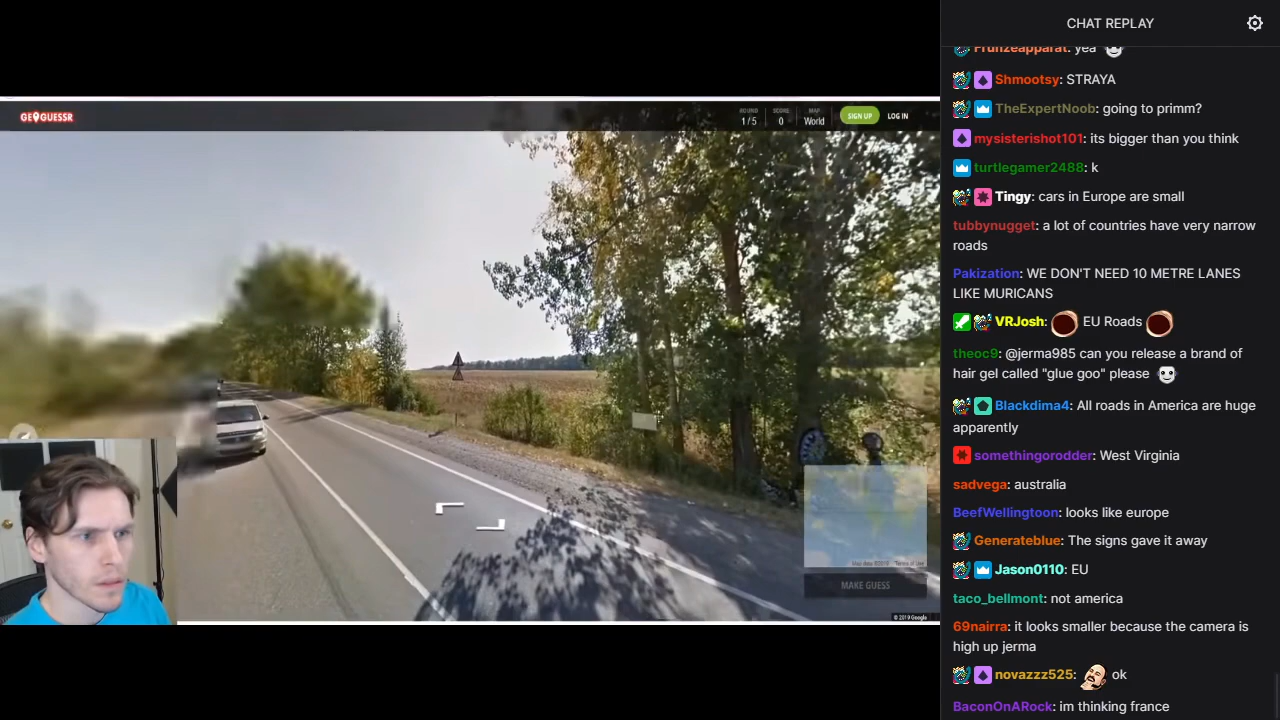 GEOGUESSR
ROUND
1 / 5
SCORE
0
MAP
World
SIGN UP
LOG IN
Map data ©2019
Terms of Use
MAKE GUESS
© 2019 Google
CHAT REPLAY
Frunzeapparat: yea
Shmootsy: STRAYA
TheExpertNoob: going to primm?
mysisterishot101: its bigger than you think
turtlegamer2488: k
Tingy: cars in Europe are small
tubbynugget: a lot of countries have very narrow
roads
Pakization: WE DON'T NEED 10 METRE LANES
LIKE MURICANS
VRJosh: EU Roads
theoc9: @jerma985 can you release a brand of
hair gel called "glue goo" please
Blackdima4: All roads in America are huge
apparently
somethingorodder: West Virginia
sadvega: australia
BeefWellingtoon: looks like europe
Generateblue: The signs gave it away
Jason0110: EU
taco_bellmont: not america
69nairra: it looks smaller because the camera is
high up jerma
novazzz525: ok
BaconOnARock: im thinking france